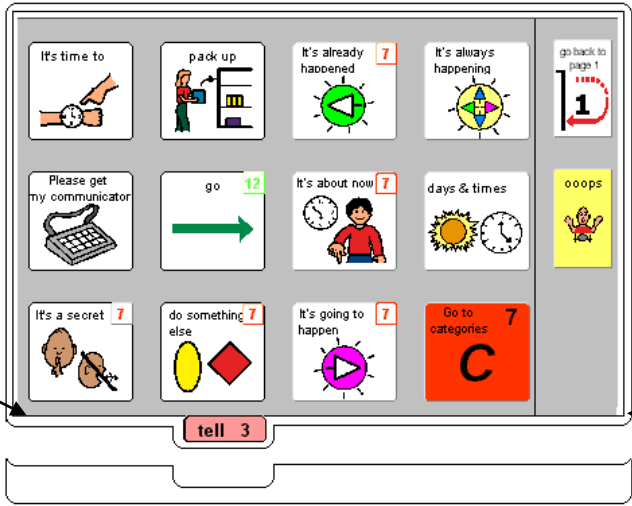 It's time to
pack up
It's already 7
happened
It's always
happening
go back to
page 1
1
Please get
my communicator
go 12
It's about now 7
days & times
ooops
It's a secret 7
do something 7
else
It's going to 7
happen
Go to 7
categories
C
tell 3